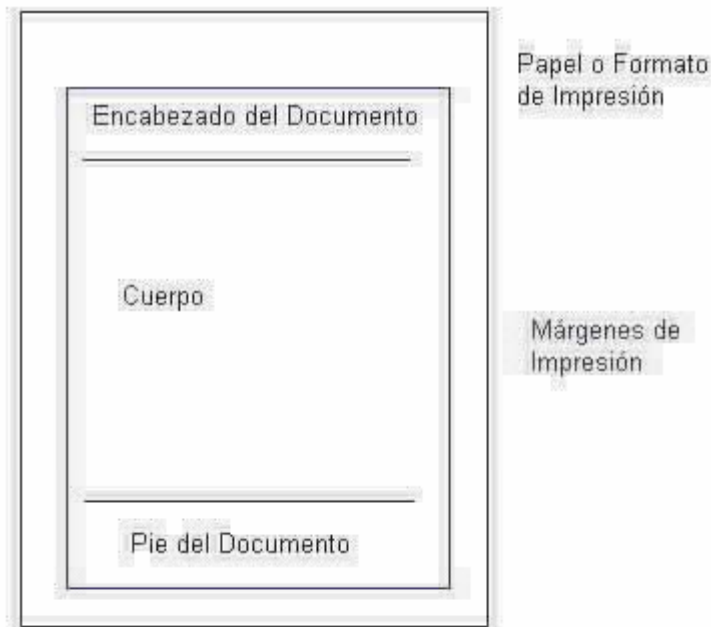 Papel o Formato
de Impresión
Encabezado del Documento
Cuerpo
Márgenes de
Impresión
Pie del Documento